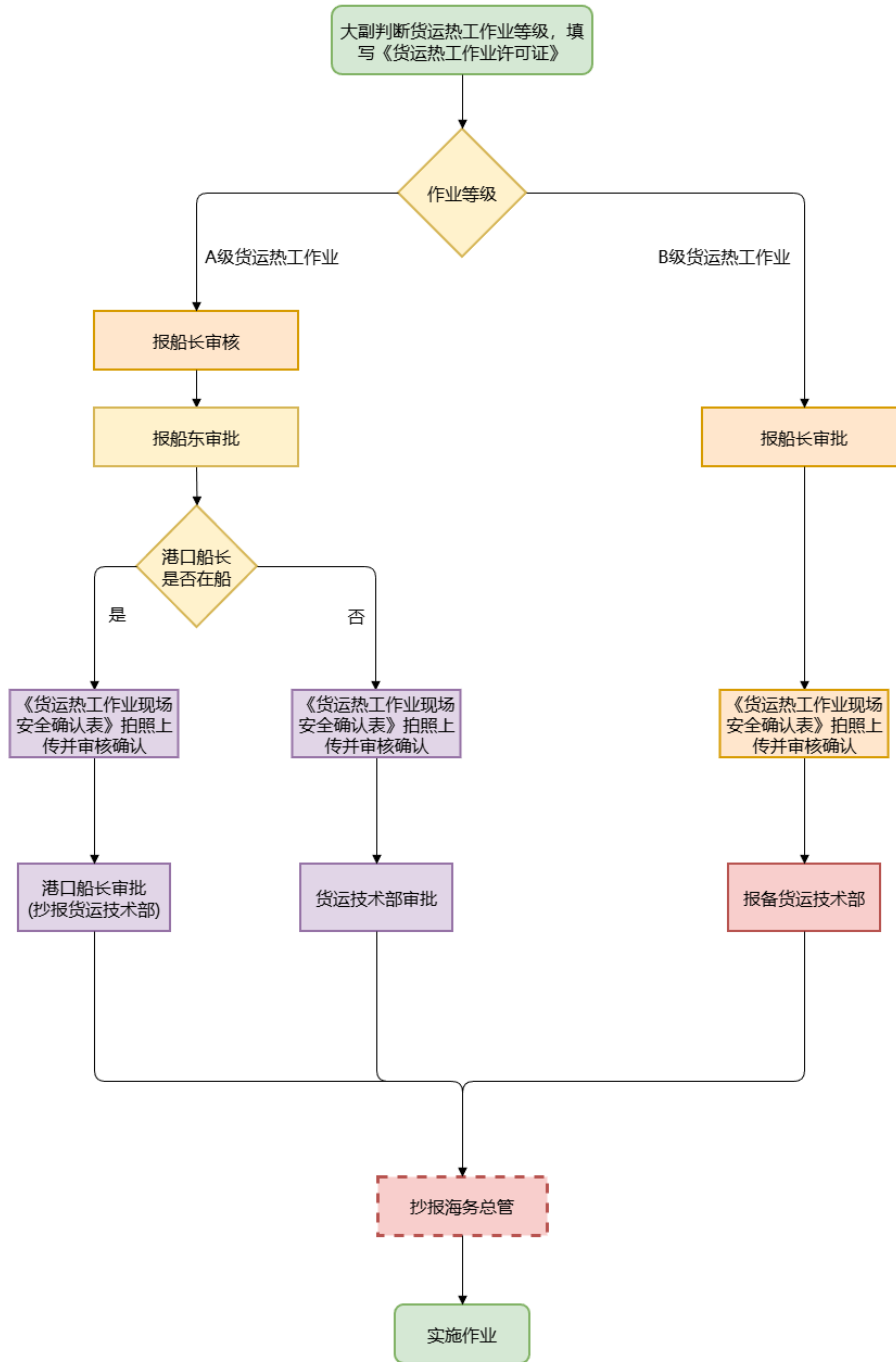 大副判断货运热工作业等级，填
写《货运热工作业许可证》
作业等级
A级货运热工作业
B级货运热工作业
报船长审核
报船东审批
报船长审批
港口船长
是否在船
是
否
《货运热工作业现场
安全确认表》拍照上
传并审核确认
《货运热工作业现场
安全确认表》拍照上
传并审核确认
《货运热工作业现场
安全确认表》拍照上
传并审核确认
港口船长审批
(抄报货运技术部)
货运技术部审批
报备货运技术部
抄报海务总管
实施作业